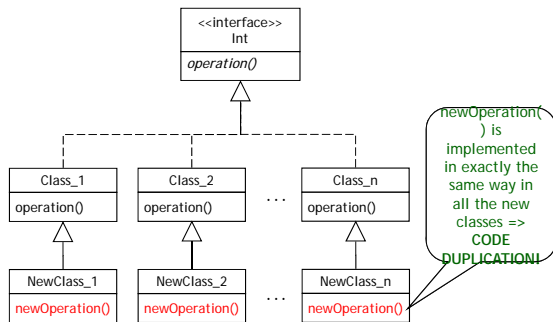 <<interface>>
Int
operation()
newOperation(
) is
implemented
in exactly the
same way in
all the new
classes =>
CODE
DUPLICATION!
Class_1
operation()
Class_2
operation()
...
Class_n
operation()
NewClass_1
newOperation()
NewClass_2
newOperation()
...
NewClass_n
newOperation()